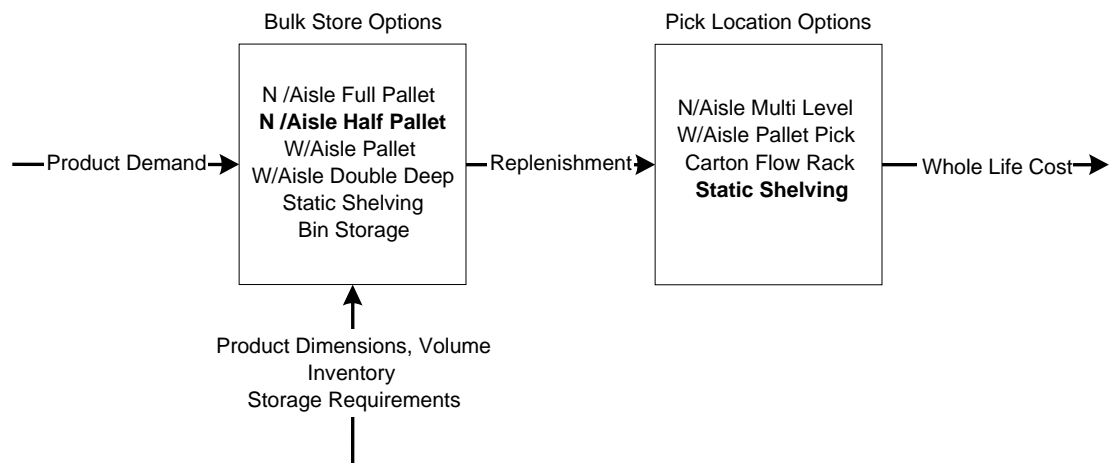 Bulk Store Options
Pick Location Options
N /Aisle Full Pallet
N /Aisle Half Pallet
W/Aisle Pallet
W/Aisle Double Deep
Static Shelving
Bin Storage
N/Aisle Multi Level
W/Aisle Pallet Pick
Carton Flow Rack
Static Shelving
Product Demand
Replenishment
Whole Life Cost
Product Dimensions, Volume
Inventory
Storage Requirements